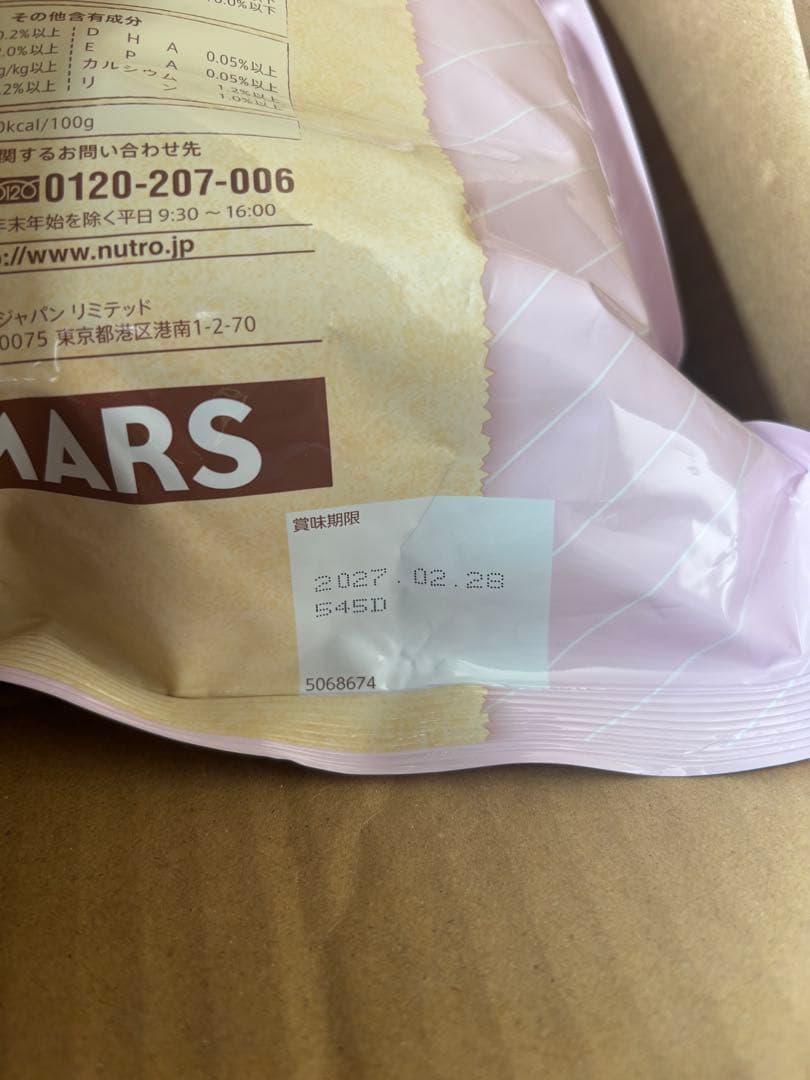 その他含有成分
0.2%以上 DHA 0.05%以上
2.0%以上 EPA 0.05%以上
g/kg以上 カルシウム 1.2%以上
.2%以上 リン 1.0%以上
0kcal/100g
関するお問い合わせ先
0120-207-006
年末年始を除く平日 9:30 ～ 16:00
://www.nutro.jp
ジャパン リミテッド
0075 東京都港区港南1-2-70
MARS
賞味期限
2027.02.28
545D
5068674